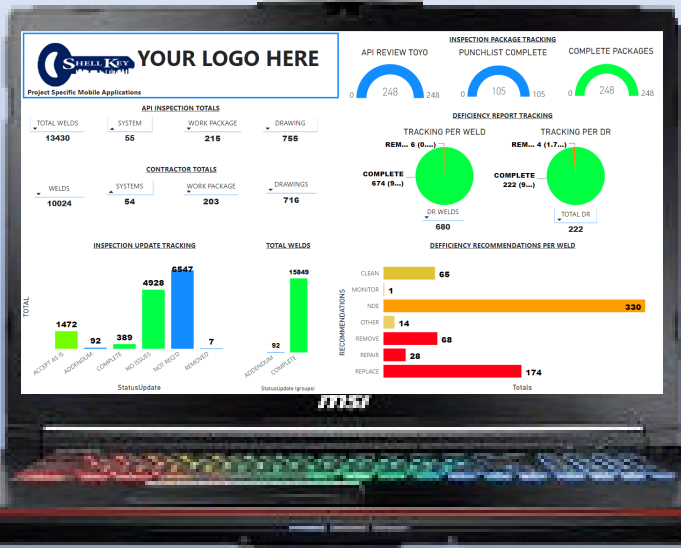 SHELL KEY
YOUR LOGO HERE
Project Specific Mobile Applications
API INSPECTION TOTALS
TOTAL WELDS
SYSTEM
WORK PACKAGE
DRAWING
13430
55
215
755
CONTRACTOR TOTALS
WELDS
SYSTEMS
WORK PACKAGE
DRAWINGS
10024
54
203
716
INSPECTION PACKAGE TRACKING
API REVIEW TOYO
PUNCHLIST COMPLETE
COMPLETE PACKAGES
0
248
248
0
105
105
0
248
248
DEFICIENCY REPORT TRACKING
TRACKING PER WELD
REM... 6 (0....)
COMPLETE
674 (9...)
DR WELDS
680
TRACKING PER DR
REM... 4 (1.7...)
COMPLETE
222 (9...)
TOTAL DR
222
INSPECTION UPDATE TRACKING
TOTAL
1472
92
389
4928
6547
7
ACCEPT AS IS
ADDENDUM
COMPLETE
NO ISSUES
NOT REQ'D
REMOVED
StatusUpdate
TOTAL WELDS
92
15849
ADDENDUM
COMPLETE
StatusUpdate (groups)
DEFFICIENCY RECOMMENDATIONS PER WELD
RECOMMENDATIONS
CLEAN 65
MONITOR 1
NDE 330
OTHER 14
REMOVE 68
REPAIR 28
REPLACE 174
Totals
msi